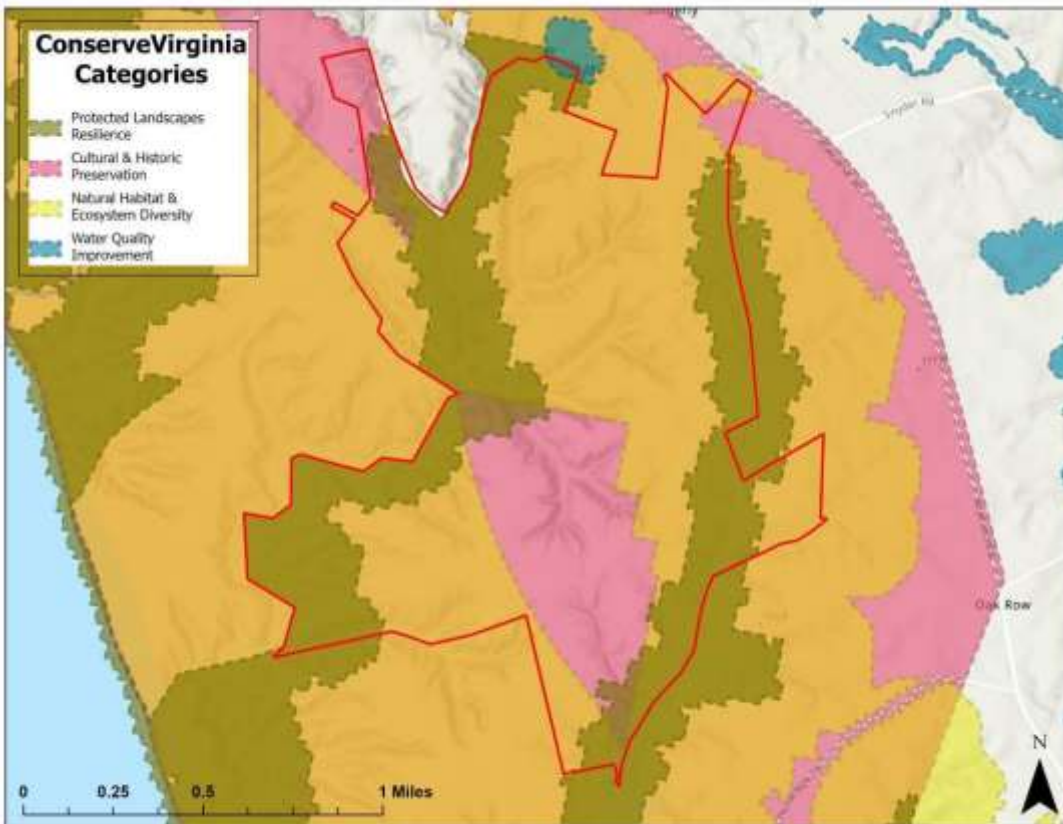 ConserveVirginia
Categories
Protected Landscapes
Resilience
Cultural & Historic
Preservation
Natural Habitat &
Ecosystem Diversity
Water Quality
Improvement
Snyder Rd
Oak Row
N
0 0.25 0.5 1 Miles